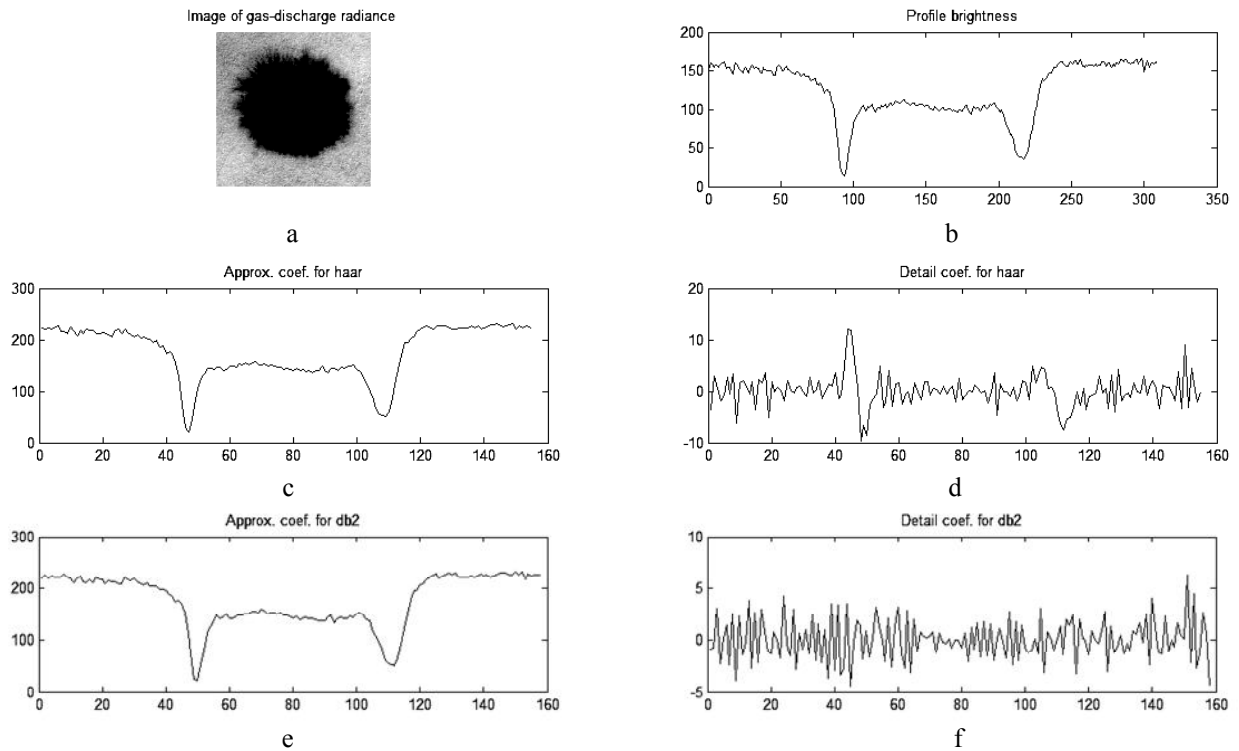 Image of gas-discharge radiance
a
Profile brightness
200
150
100
50
0
0 50 100 150 200 250 300 350
b
Approx. coef. for haar
300
200
100
0
0 20 40 60 80 100 120 140 160
c
Detail coef. for haar
20
10
0
-10
0 20 40 60 80 100 120 140 160
d
Approx. coef. for db2
300
200
100
0
0 20 40 60 80 100 120 140 160
e
Detail coef. for db2
10
5
0
-5
0 20 40 60 80 100 120 140 160
f